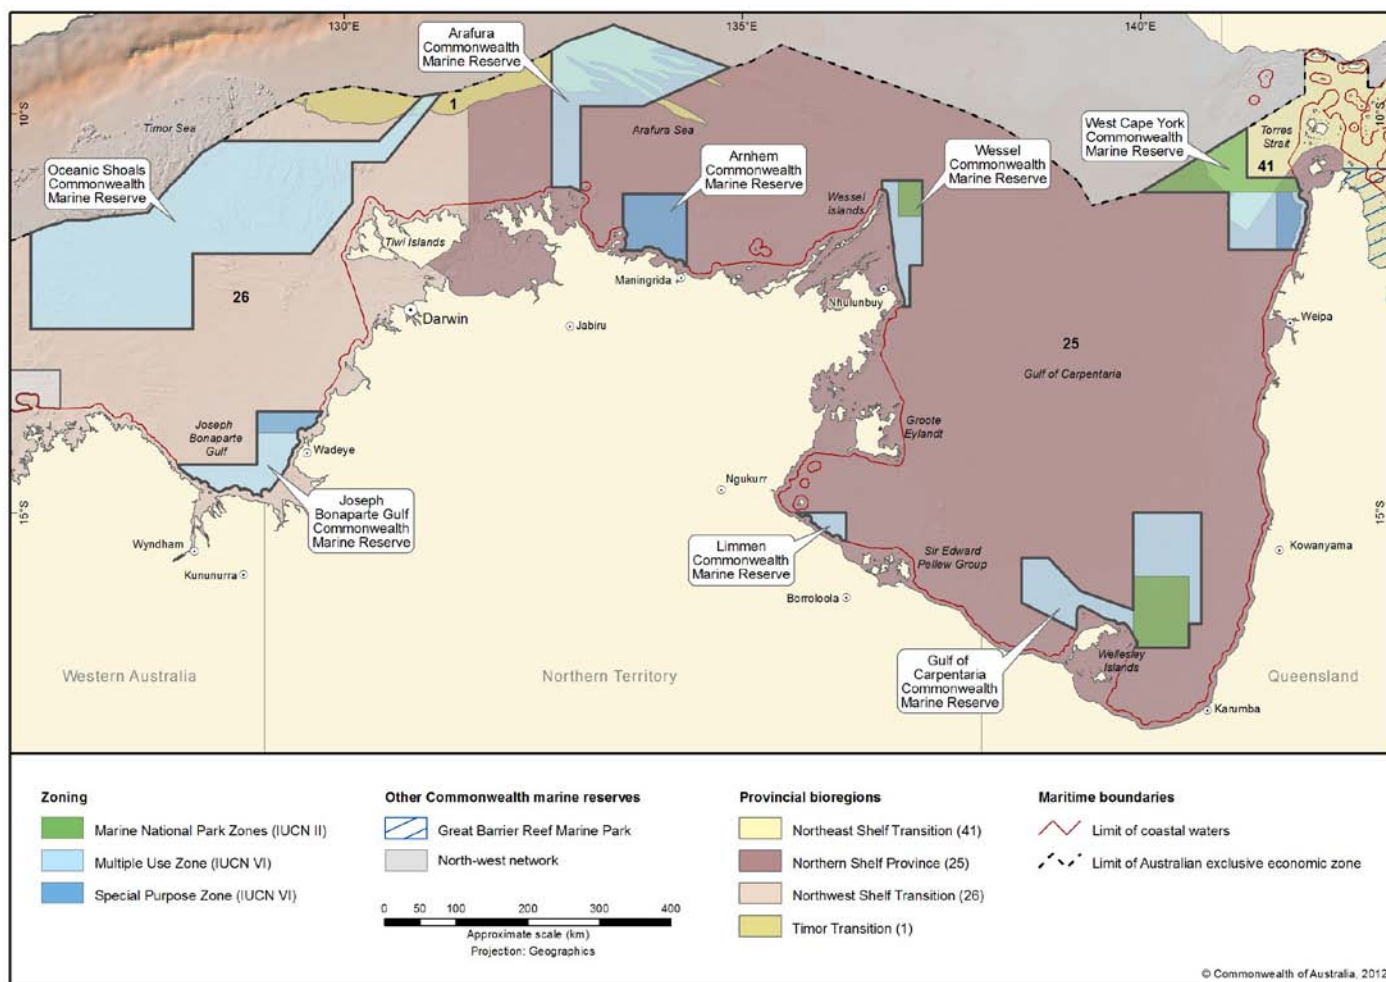 130°E
135°E
140°E
Arafura
Commonwealth
Marine Reserve
10°S
10°S
1
Timor Sea
Arafura Sea
West Cape York
Commonwealth
Marine Reserve
Torres
Strait
41
Oceanic Shoals
Commonwealth
Marine Reserve
Arnhem
Commonwealth
Marine Reserve
Wessel
Commonwealth
Marine Reserve
Wessel
Islands
Tiwi Islands
Maningrida
Nhulunbuy
26
Darwin
Jabiru
Weipa
25
Gulf of Carpentaria
Joseph
Bonaparte
Gulf
Wadeye
Groote
Eylandt
Ngukurr
Joseph
Bonaparte Gulf
Commonwealth
Marine Reserve
15°S
15°S
Wyndham
Kununurra
Limmen
Commonwealth
Marine Reserve
Sir Edward
Pellew Group
Kowanyama
Borroloola
Gulf of
Carpentaria
Commonwealth
Marine Reserve
Wellesley
Islands
Western Australia
Northern Territory
Queensland
Karumba
Zoning
Marine National Park Zones (IUCN II)
Multiple Use Zone (IUCN VI)
Special Purpose Zone (IUCN VI)
Other Commonwealth marine reserves
Great Barrier Reef Marine Park
North-west network
0 50 100 200 300 400
Approximate scale (km)
Projection: Geographics
Provincial bioregions
Northeast Shelf Transition (41)
Northern Shelf Province (25)
Northwest Shelf Transition (26)
Timor Transition (1)
Maritime boundaries
Limit of coastal waters
Limit of Australian exclusive economic zone
© Commonwealth of Australia, 2012